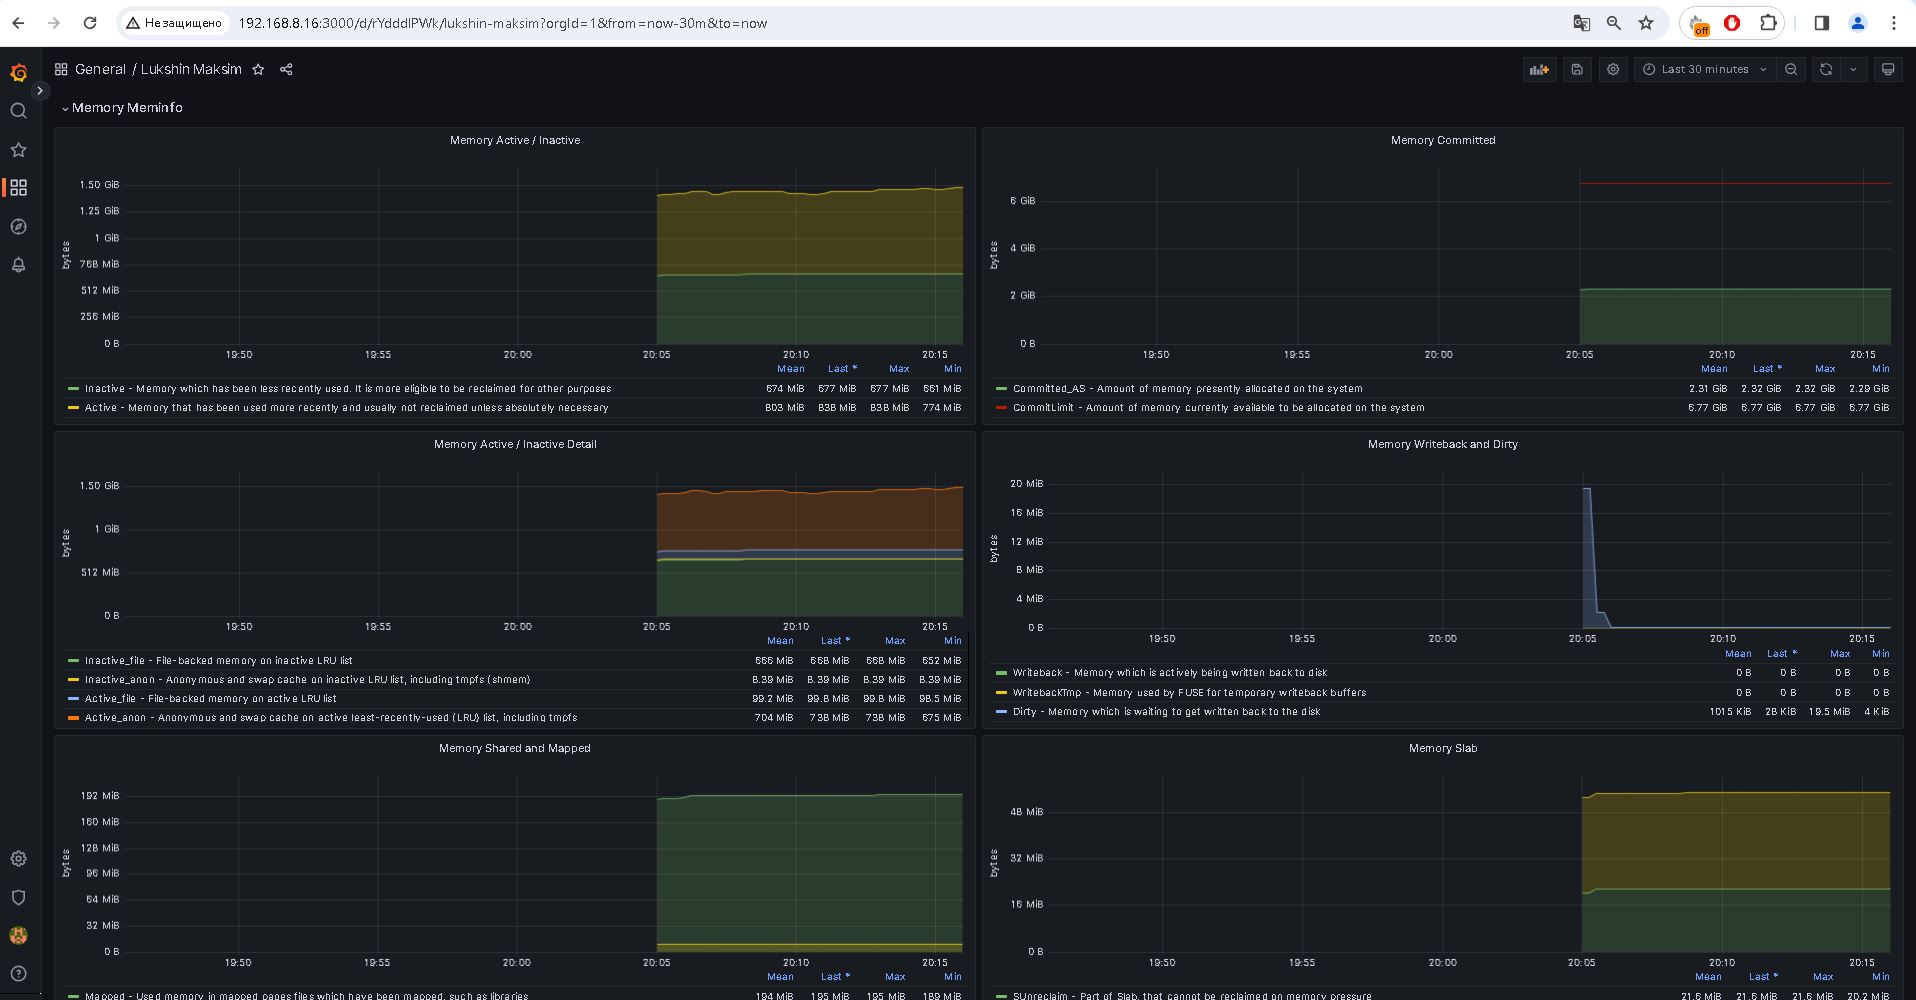 Не защищено 192.168.8.16:3000/d/rYdddlPWk/lukshin-maksim?orgId=1&from=now-30m&to=now off
General / Lukshin Maksim Last 30 minutes
Memory Meminfo
Memory Active / Inactive
bytes
1.50 GiB
1.25 GiB
1 GiB
768 MiB
512 MiB
256 MiB
0 B
19:50 19:55 20:00 20:05 20:10 20:15
Mean Last * Max Min
Inactive - Memory which has been less recently used. It is more eligible to be reclaimed for other purposes 674 MiB 677 MiB 677 MiB 661 MiB
Active - Memory that has been used more recently and usually not reclaimed unless absolutely necessary 803 MiB 838 MiB 838 MiB 774 MiB
Memory Committed
bytes
6 GiB
4 GiB
2 GiB
0 B
19:50 19:55 20:00 20:05 20:10 20:15
Mean Last * Max Min
Committed_AS - Amount of memory presently allocated on the system 2.31 GiB 2.32 GiB 2.32 GiB 2.29 GiB
CommitLimit - Amount of memory currently available to be allocated on the system 6.77 GiB 6.77 GiB 6.77 GiB 6.77 GiB
Memory Active / Inactive Detail
bytes
1.50 GiB
1 GiB
512 MiB
0 B
19:50 19:55 20:00 20:05 20:10 20:15
Mean Last * Max Min
Inactive_file - File-backed memory on inactive LRU list 666 MiB 668 MiB 668 MiB 652 MiB
Inactive_anon - Anonymous and swap cache on inactive LRU list, including tmpfs (shmem) 8.39 MiB 8.39 MiB 8.39 MiB 8.39 MiB
Active_file - File-backed memory on active LRU list 99.2 MiB 99.8 MiB 99.8 MiB 98.5 MiB
Active_anon - Anonymous and swap cache on active least-recently-used (LRU) list, including tmpfs 704 MiB 738 MiB 738 MiB 675 MiB
Memory Writeback and Dirty
bytes
20 MiB
16 MiB
12 MiB
8 MiB
4 MiB
0 B
19:50 19:55 20:00 20:05 20:10 20:15
Mean Last * Max Min
Writeback - Memory which is actively being written back to disk 0 B 0 B 0 B 0 B
WritebackTmp - Memory used by FUSE for temporary writeback buffers 0 B 0 B 0 B 0 B
Dirty - Memory which is waiting to get written back to the disk 1015 KiB 28 KiB 19.5 MiB 4 KiB
Memory Shared and Mapped
bytes
192 MiB
160 MiB
128 MiB
96 MiB
64 MiB
32 MiB
0 B
19:50 19:55 20:00 20:05 20:10 20:15
Mean Last * Max Min
Mapped - Used memory in mapped pages files which have been mapped, such as libraries 194 MiB 195 MiB 195 MiB 189 MiB
Memory Slab
bytes
48 MiB
32 MiB
16 MiB
0 B
19:50 19:55 20:00 20:05 20:10 20:15
Mean Last * Max Min
SUnreclaim - Part of Slab, that cannot be reclaimed on memory pressure 21.6 MiB 21.6 MiB 21.6 MiB 20.2 MiB